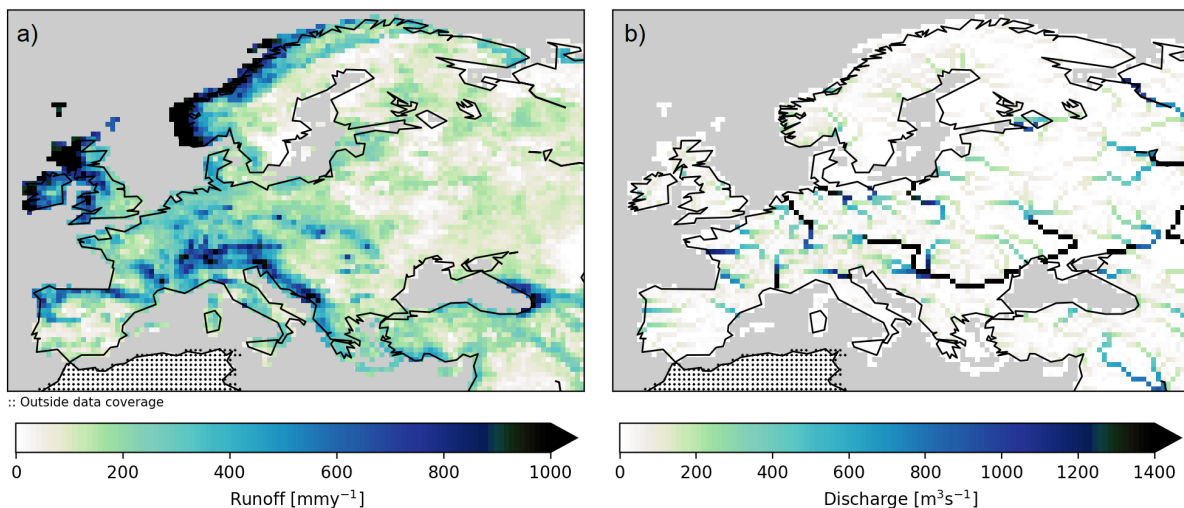 a)
b)
:: Outside data coverage
0 200 400 600 800 1000
Runoff [mmy⁻¹]
0 200 400 600 800 1000 1200 1400
Discharge [m³s⁻¹]